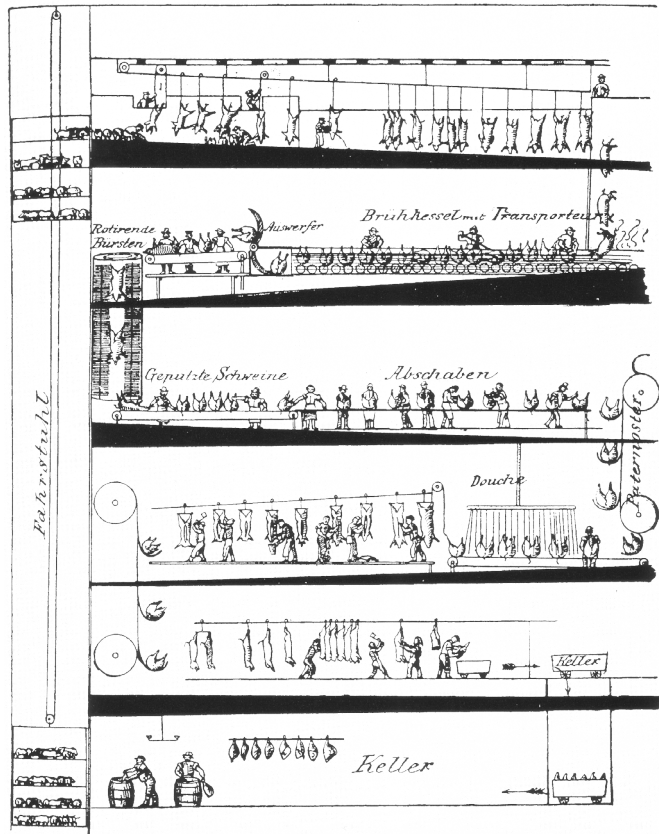 Rotirende
Bürsten
Auswerfer
Brühkessel mit Transporteur
Geputzte Schweine
Abschaben
Fahrstuhl
Paternoster
Douche
Keller
Keller